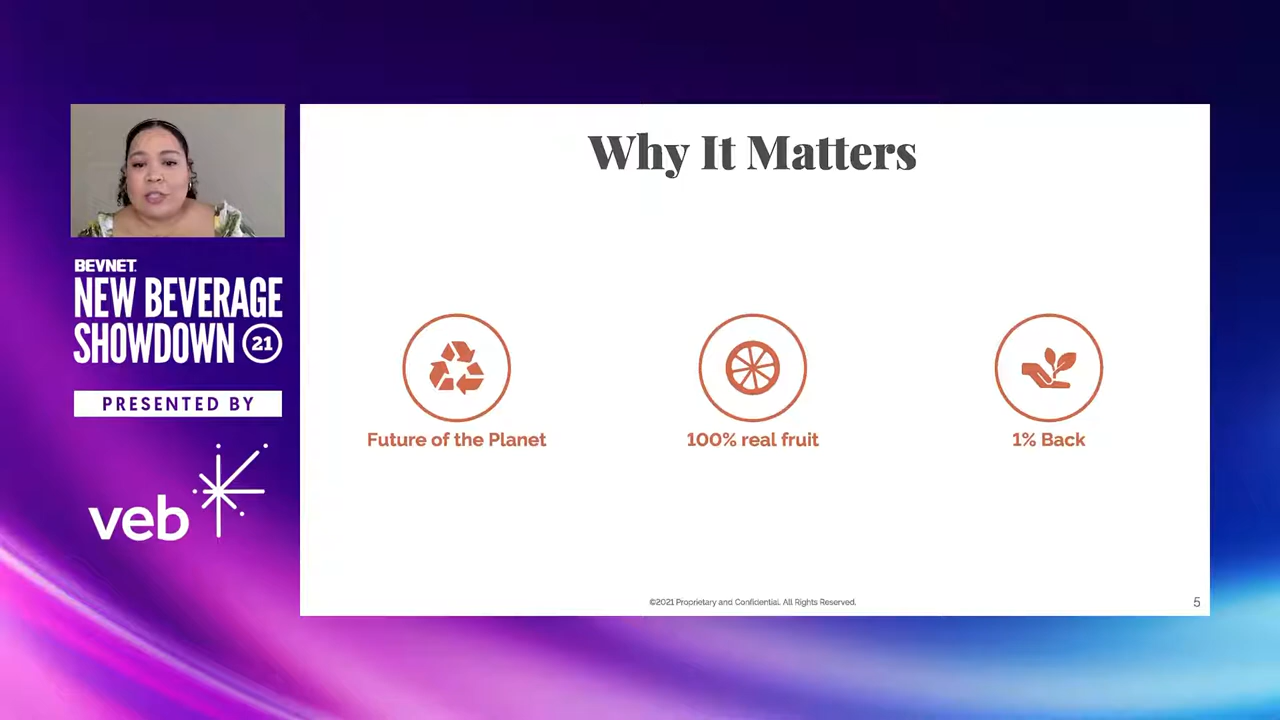 BEVNET.
NEW BEVERAGE
SHOWDOWN 21
PRESENTED BY
veb
Why It Matters
Future of the Planet
100% real fruit
1% Back
©2021 Proprietary and Confidential. All Rights Reserved.
5